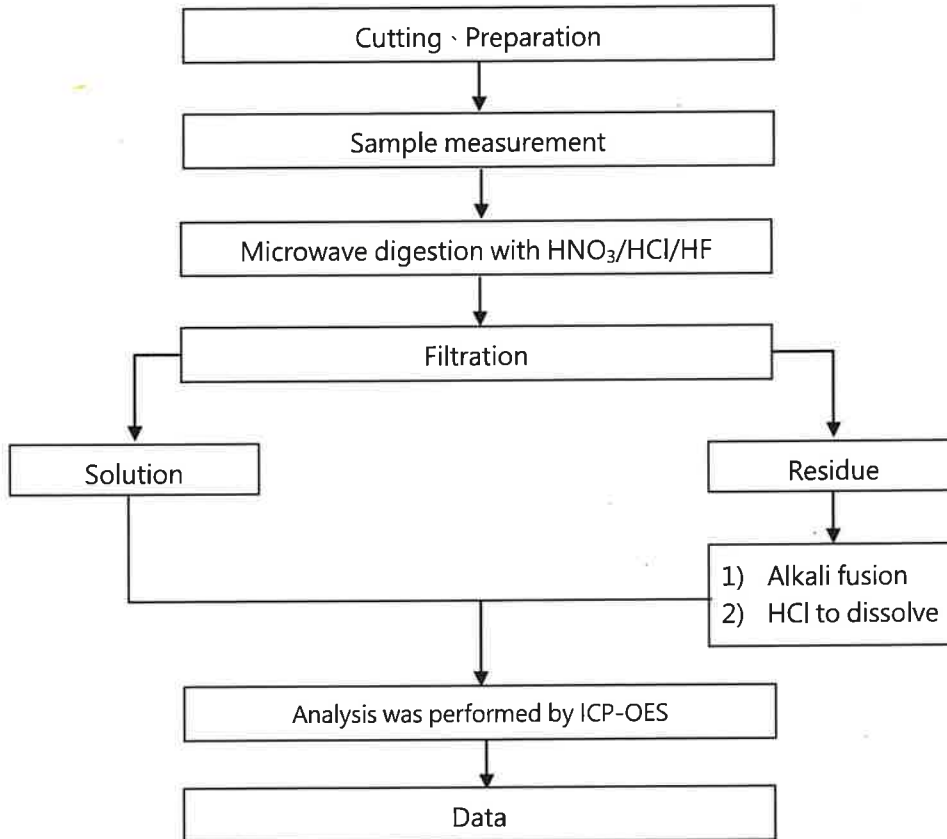 Cutting、Preparation
Sample measurement
Microwave digestion with HNO₃/HCl/HF
Filtration
Solution
Residue
1) Alkali fusion
2) HCl to dissolve
Analysis was performed by ICP-OES
Data